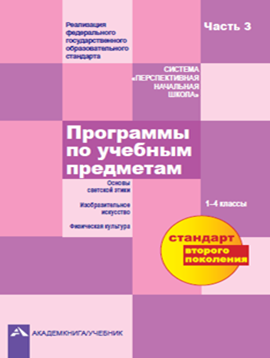 Реализация
федерального
государственного
образовательного
стандарта
Часть 3
СИСТЕМА
«ПЕРСПЕКТИВНАЯ
НАЧАЛЬНАЯ
ШКОЛА»
Программы
по учебным
предметам
Основы
светской этики
Изобразительное
искусство
Физическая культура
1–4 классы
стандарт
второго
поколения
АКАДЕМКНИГА/УЧЕБНИК